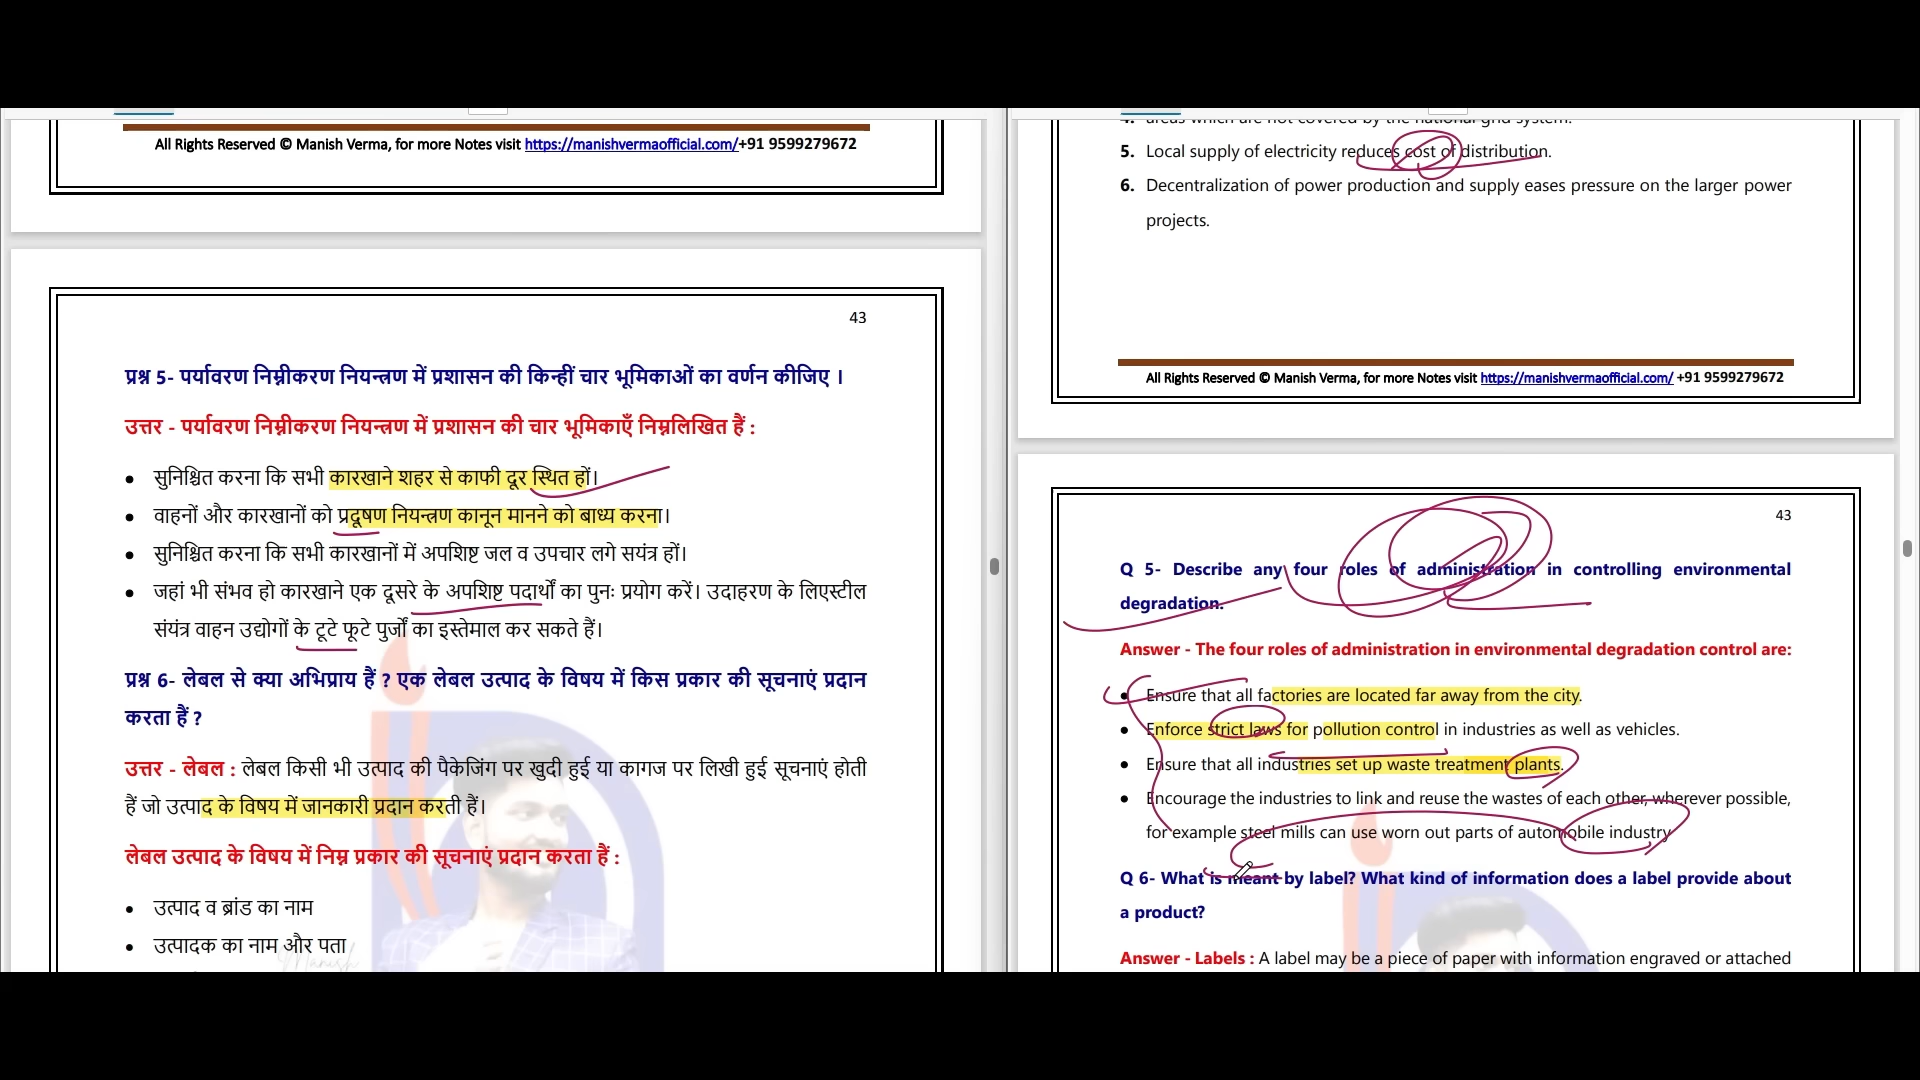 All Rights Reserved © Manish Verma, for more Notes visit https://manishvermaofficial.com/+91 9599279672
43
प्रश्न 5- पर्यावरण निम्नीकरण नियन्त्रण में प्रशासन की किन्हीं चार भूमिकाओं का वर्णन कीजिए ।
उत्तर - पर्यावरण निम्नीकरण नियन्त्रण में प्रशासन की चार भूमिकाएँ निम्नलिखित हैं :
• सुनिश्चित करना कि सभी कारखाने शहर से काफी दूर स्थित हों।
• वाहनों और कारखानों को प्रदूषण नियन्त्रण कानून मानने को बाध्य करना।
• सुनिश्चित करना कि सभी कारखानों में अपशिष्ट जल व उपचार लगे सयंत्र हों।
• जहां भी संभव हो कारखाने एक दूसरे के अपशिष्ट पदार्थों का पुनः प्रयोग करें। उदाहरण के लिएस्टील
संयंत्र वाहन उद्योगों के टूटे फूटे पुर्जों का इस्तेमाल कर सकते हैं।
प्रश्न 6- लेबल से क्या अभिप्राय हैं ? एक लेबल उत्पाद के विषय में किस प्रकार की सूचनाएं प्रदान
करता हैं ?
उत्तर - लेबल : लेबल किसी भी उत्पाद की पैकेजिंग पर खुदी हुई या कागज पर लिखी हुई सूचनाएं होती
हैं जो उत्पाद के विषय में जानकारी प्रदान करती हैं।
लेबल उत्पाद के विषय में निम्न प्रकार की सूचनाएं प्रदान करता हैं :
• उत्पाद व ब्रांड का नाम
• उत्पादक का नाम और पता
Manish
4. areas which are not covered by the national grid system.
5. Local supply of electricity reduces cost of distribution.
6. Decentralization of power production and supply eases pressure on the larger power
projects.
All Rights Reserved © Manish Verma, for more Notes visit https://manishvermaofficial.com/ +91 9599279672
43
Q 5- Describe any four roles of administration in controlling environmental
degradation.
Answer - The four roles of administration in environmental degradation control are:
• Ensure that all factories are located far away from the city.
• Enforce strict laws for pollution control in industries as well as vehicles.
• Ensure that all industries set up waste treatment plants.
• Encourage the industries to link and reuse the wastes of each other, wherever possible,
for example steel mills can use worn out parts of automobile industry
Q 6- What is meant by label? What kind of information does a label provide about
a product?
Answer - Labels : A label may be a piece of paper with information engraved or attached